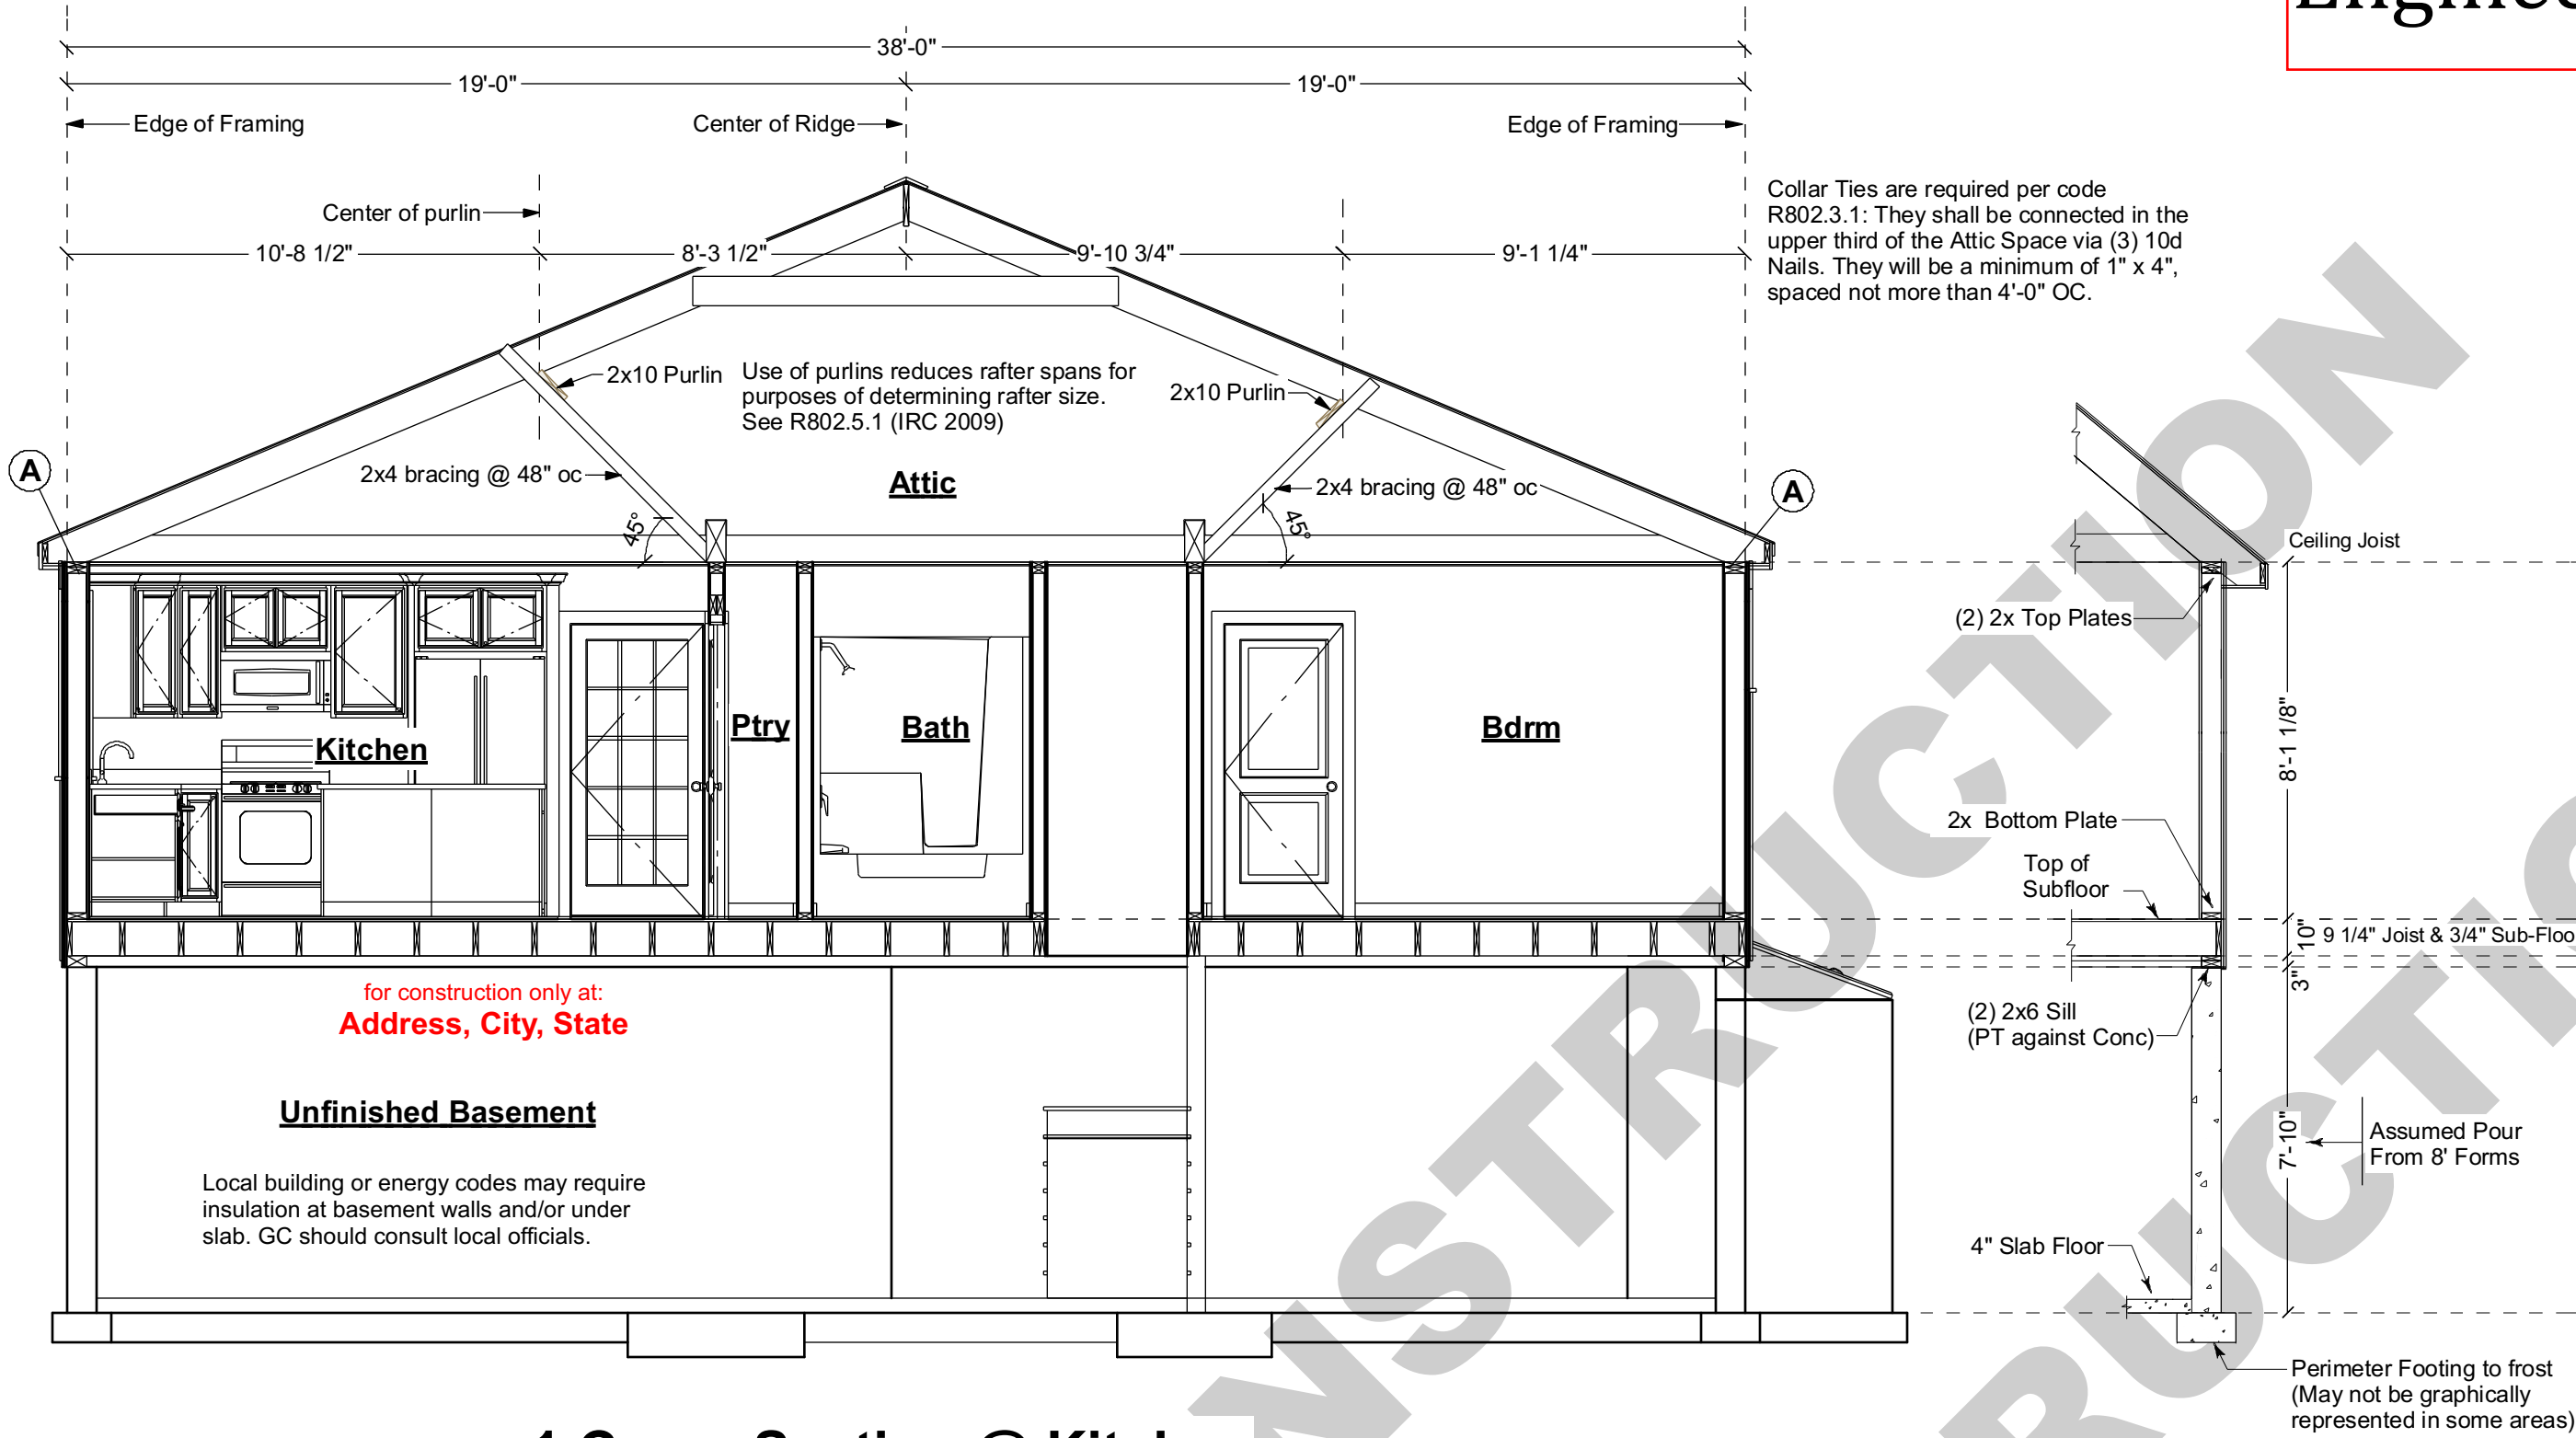 38'-0"
19'-0"
19'-0"
Edge of Framing
Center of Ridge
Edge of Framing
Center of purlin
10'-8 1/2"
8'-3 1/2"
9'-10 3/4"
9'-1 1/4"
Collar Ties are required per code
R802.3.1: They shall be connected in the
upper third of the Attic Space via (3) 10d
Nails. They will be a minimum of 1" x 4",
spaced not more than 4'-0" OC.
2x10 Purlin
Use of purlins reduces rafter spans for
purposes of determining rafter size.
See R802.5.1 (IRC 2009)
2x10 Purlin
A
2x4 bracing @ 48" oc
Attic
2x4 bracing @ 48" oc
A
45°
45°
Ceiling Joist
(2) 2x Top Plates
Kitchen
Ptry
Bath
Bdrm
8'-1 1/8"
2x Bottom Plate
Top of
Subfloor
10"
9 1/4" Joist & 3/4" Sub-Floo
3"
(2) 2x6 Sill
(PT against Conc)
for construction only at:
Address, City, State
Unfinished Basement
Local building or energy codes may require
insulation at basement walls and/or under
slab. GC should consult local officials.
7'-10"
Assumed Pour
From 8' Forms
4" Slab Floor
Perimeter Footing to frost
(May not be graphically
represented in some areas)
NSTRUCTION
RUCTIO